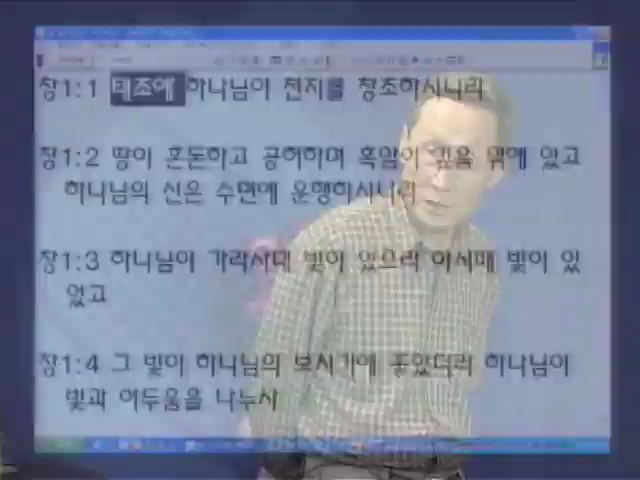 창1:1 태초에 하나님이 천지를 창조하시니라
창1:2 땅이 혼돈하고 공허하며 흑암이 깊음 위에 있고
하나님의 신은 수면에 운행하시니라
창1:3 하나님이 가라사대 빛이 있으라 하시매 빛이 있
었고
창1:4 그 빛이 하나님의 보시기에 좋았더라 하나님이
빛과 어두움을 나누사